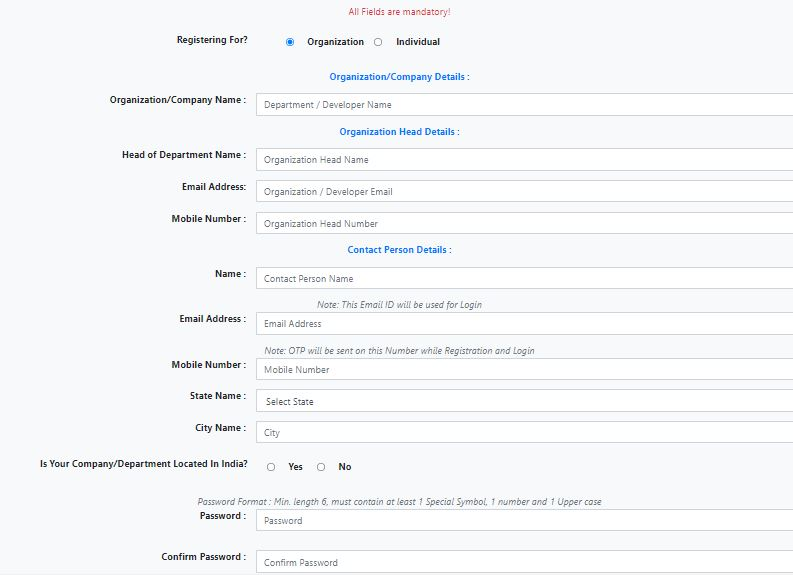 All Fields are mandatory!
Registering For? Organization Individual
Organization/Company Details :
Organization/Company Name : Department / Developer Name
Organization Head Details :
Head of Department Name : Organization Head Name
Email Address: Organization / Developer Email
Mobile Number : Organization Head Number
Contact Person Details :
Name : Contact Person Name
Note: This Email ID will be used for Login
Email Address : Email Address
Note: OTP will be sent on this Number while Registration and Login
Mobile Number : Mobile Number
State Name : Select State
City Name : City
Is Your Company/Department Located In India? Yes No
Password Format : Min. length 6, must contain at least 1 Special Symbol, 1 number and 1 Upper case
Password : Password
Confirm Password : Confirm Password